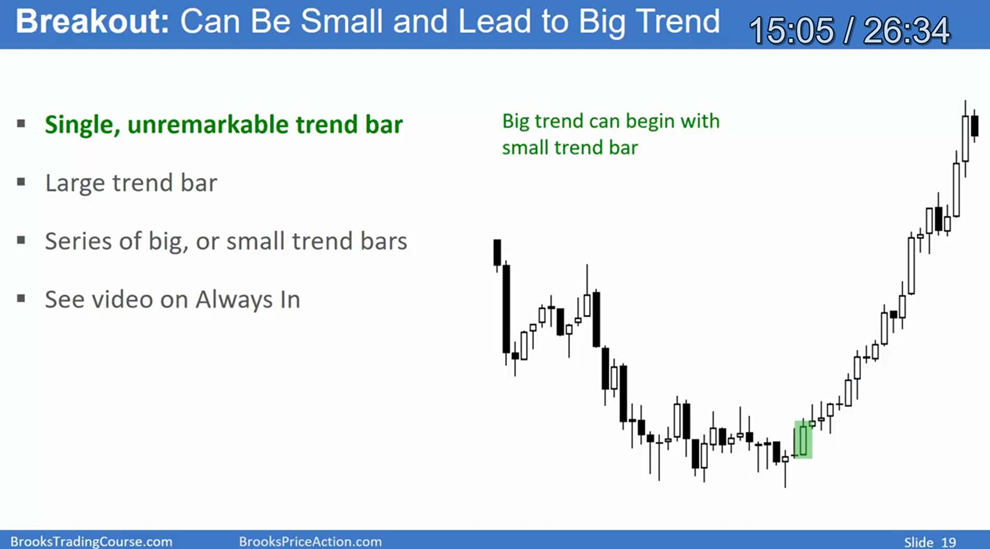 Breakout: Can Be Small and Lead to Big Trend
15:05 / 26:34
▪ Single, unremarkable trend bar
▪ Large trend bar
▪ Series of big, or small trend bars
▪ See video on Always In
Big trend can begin with
small trend bar
BrooksTradingCourse.com
BrooksPriceAction.com
Slide 19